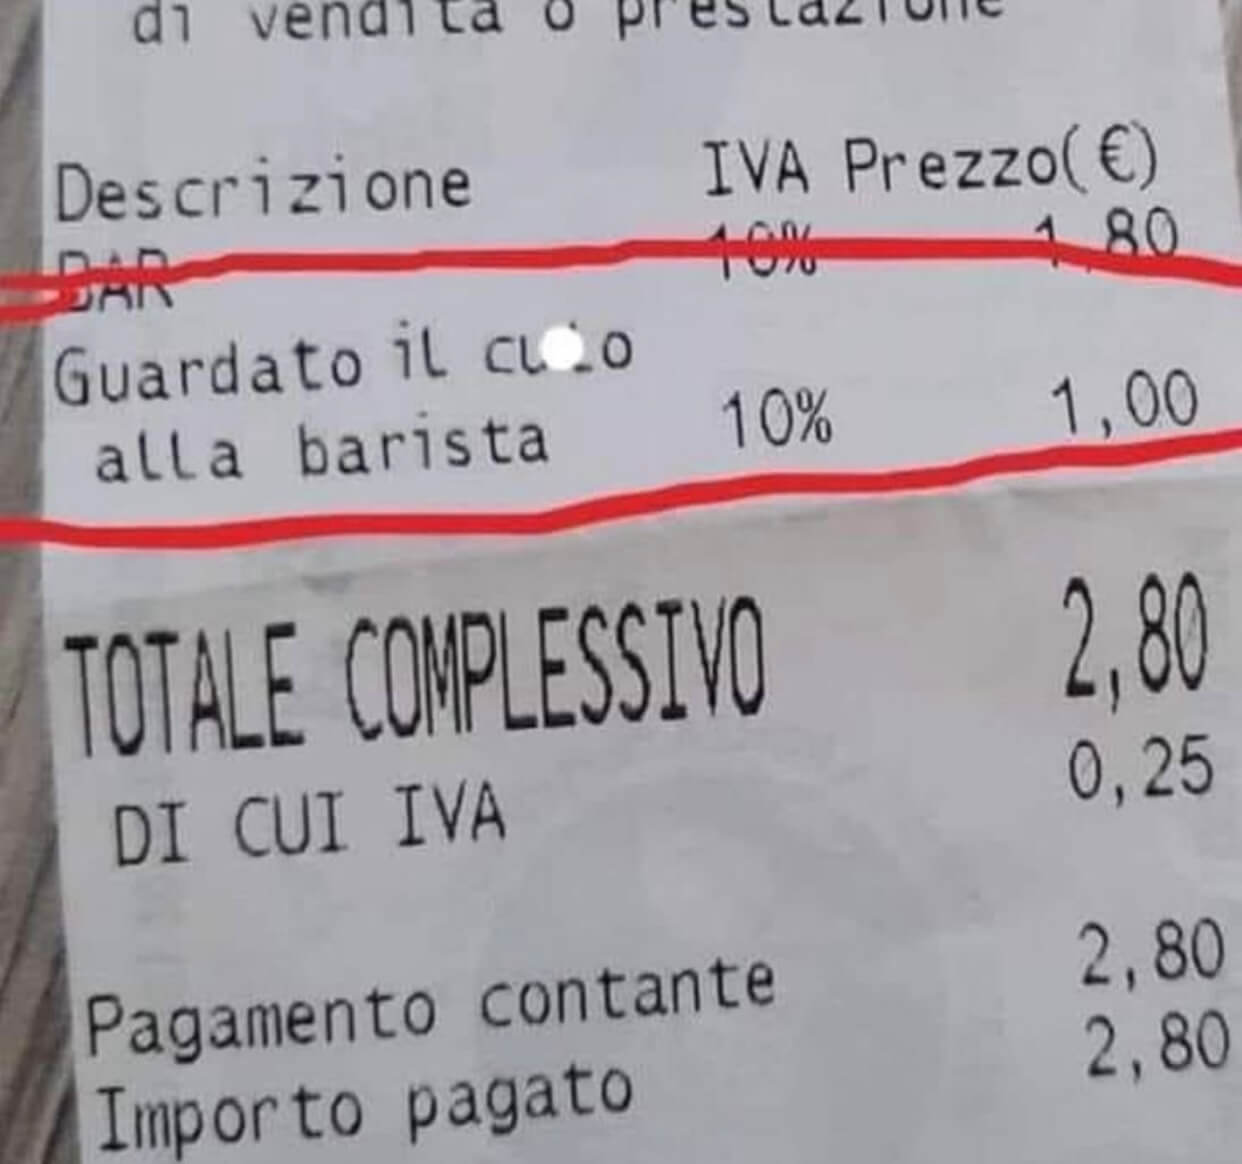 di vendita o prestazione
Descrizione IVA Prezzo(€)
BAR 10% 1,80
Guardato il
alla barista 10% 1,00
TOTALE COMPLESSIVO 2,80
DI CUI IVA 0,25
Pagamento contante 2,80
Importo pagato 2,80